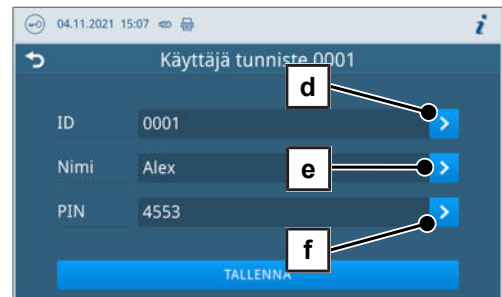 04.11.2021 15:07
i
Käyttäjä tunniste 0001
d
ID 0001
Nimi Alex
e
PIN 4553
f
TALLENNA